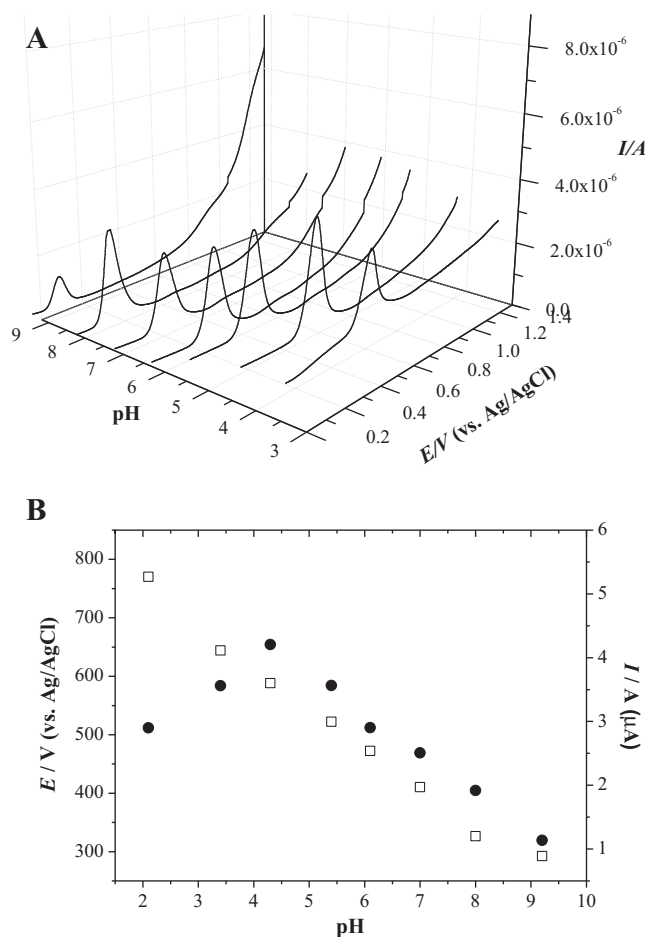 A
8.0x10⁻⁶
6.0x10⁻⁶
I/A
4.0x10⁻⁶
2.0x10⁻⁶
0.0
1.4
1.2
1.0
0.8
0.6
0.4
0.2
E/V (vs. Ag/AgCl)
9
8
7
6
5
4
3
pH
B
800
700
600
500
400
300
E / V (vs. Ag/AgCl)
6
5
4
3
2
1
I / A (μA)
2 3 4 5 6 7 8 9 10
pH